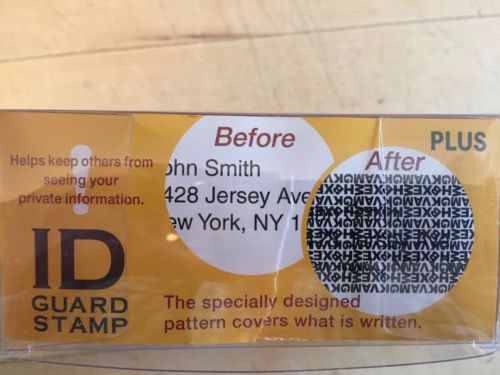 Helps keep others from
seeing your
private information.
!
ID
GUARD
STAMP
Before
ohn Smith
428 Jersey Ave
ew York, NY 1
After
PLUS
The specially designed
pattern covers what is written.